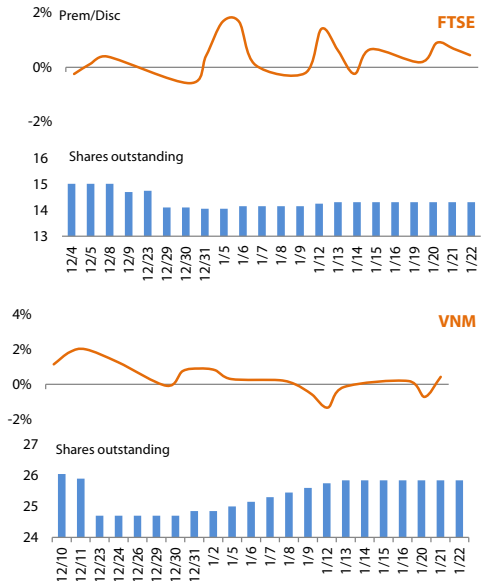 2%
Prem/Disc
FTSE
0%
-2%
16
Shares outstanding
15
14
13
12/4 12/5 12/8 12/9 12/23 12/29 12/30 12/31 1/5 1/6 1/7 1/8 1/9 1/12 1/13 1/14 1/15 1/16 1/19 1/20 1/21 1/22
4%
VNM
2%
0%
-2%
27
Shares outstanding
26
25
24
12/10 12/11 12/23 12/24 12/26 12/29 12/30 12/31 1/2 1/5 1/6 1/7 1/8 1/9 1/12 1/13 1/14 1/15 1/16 1/20 1/21 1/22